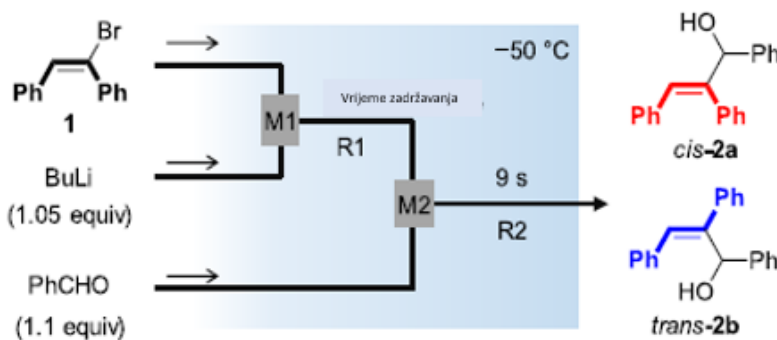 Br
Ph
Ph
1
BuLi
(1.05 equiv)
PhCHO
(1.1 equiv)
M1
Vrijeme zadržavanja
R1
−50 °C
M2
9 s
R2
HO
Ph
Ph
Ph
cis-2a
Ph
Ph
Ph
HO
trans-2b